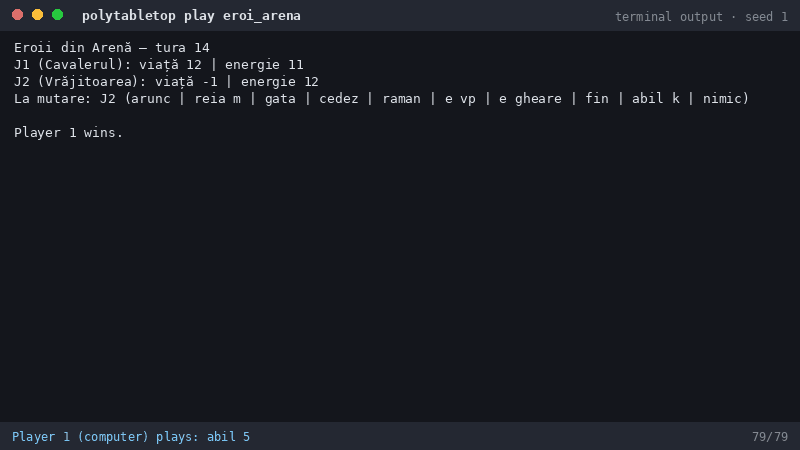 polytabletop play eroi_arena
terminal output · seed 1
Eroii din Arenă — tura 14
J1 (Cavalerul): viață 12 | energie 11
J2 (Vrăjitoarea): viață -1 | energie 12
La mutare: J2 (arunc | reia m | gata | cedez | raman | e vp | e gheare | fin | abil k | nimic)
Player 1 wins.
Player 1 (computer) plays: abil 5
79/79